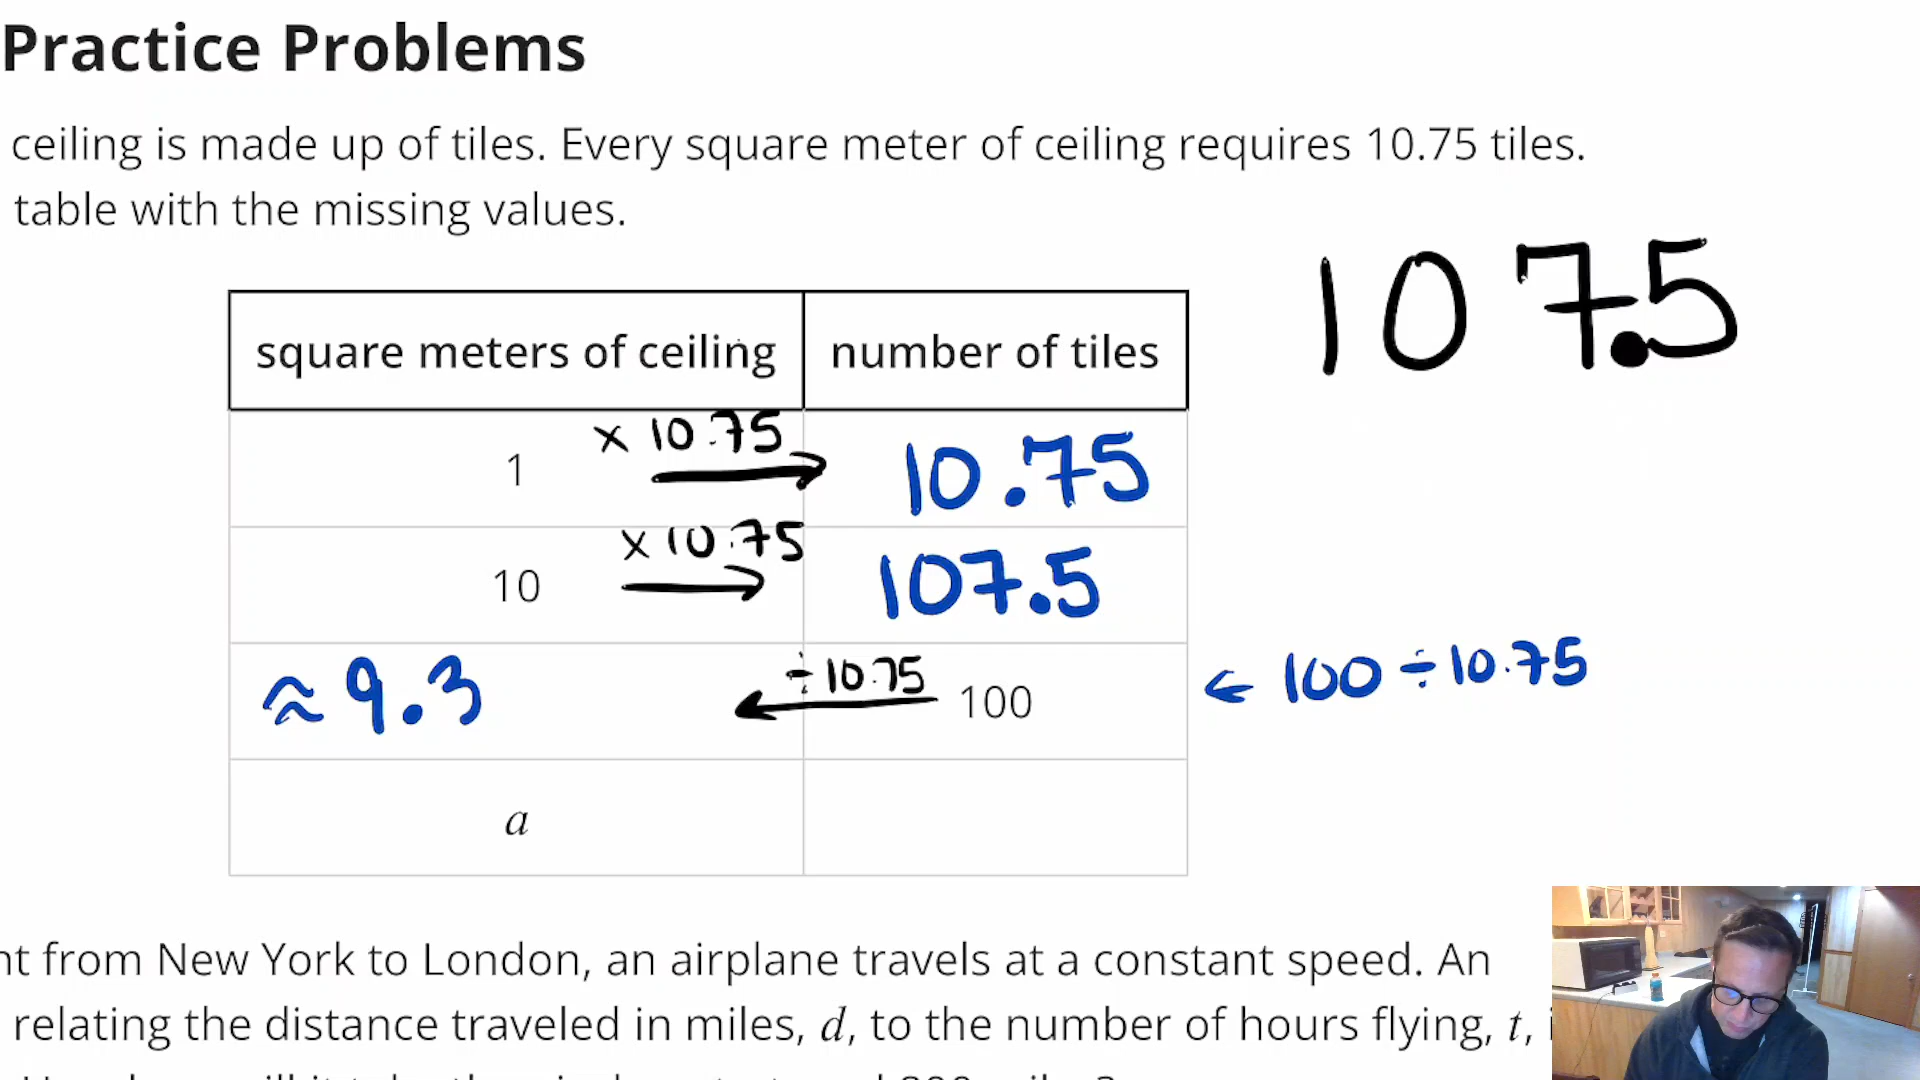 Practice Problems
ceiling is made up of tiles. Every square meter of ceiling requires 10.75 tiles.
table with the missing values.
107.5
square meters of ceiling number of tiles
1 × 10.75 10.75
10 × 10.75 107.5
≈ 9.3 ÷ 10.75 100 ← 100 ÷ 10.75
a
nt from New York to London, an airplane travels at a constant speed. An
relating the distance traveled in miles, d, to the number of hours flying, t,